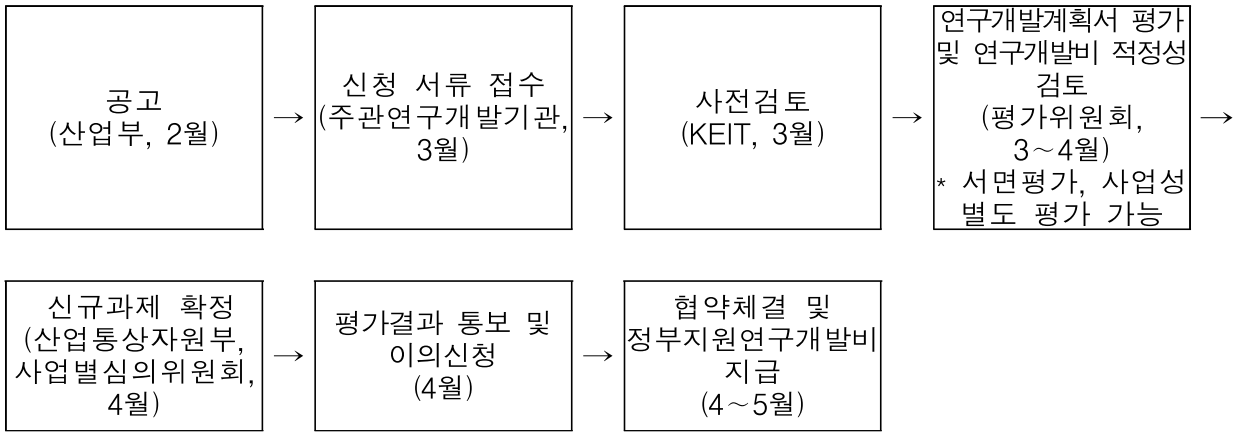 공고
(산업부, 2월)
→
신청 서류 접수
(주관연구개발기관,
3월)
→
사전검토
(KEIT, 3월)
→
연구개발계획서 평가
및 연구개발비 적정성
검토
(평가위원회,
3～4월)
* 서면평가, 사업성
별도 평가 가능
→
신규과제 확정
(산업통상자원부,
사업별심의위원회,
4월)
→
평가결과 통보 및
이의신청
(4월)
→
협약체결 및
정부지원연구개발비
지급
(4～5월)